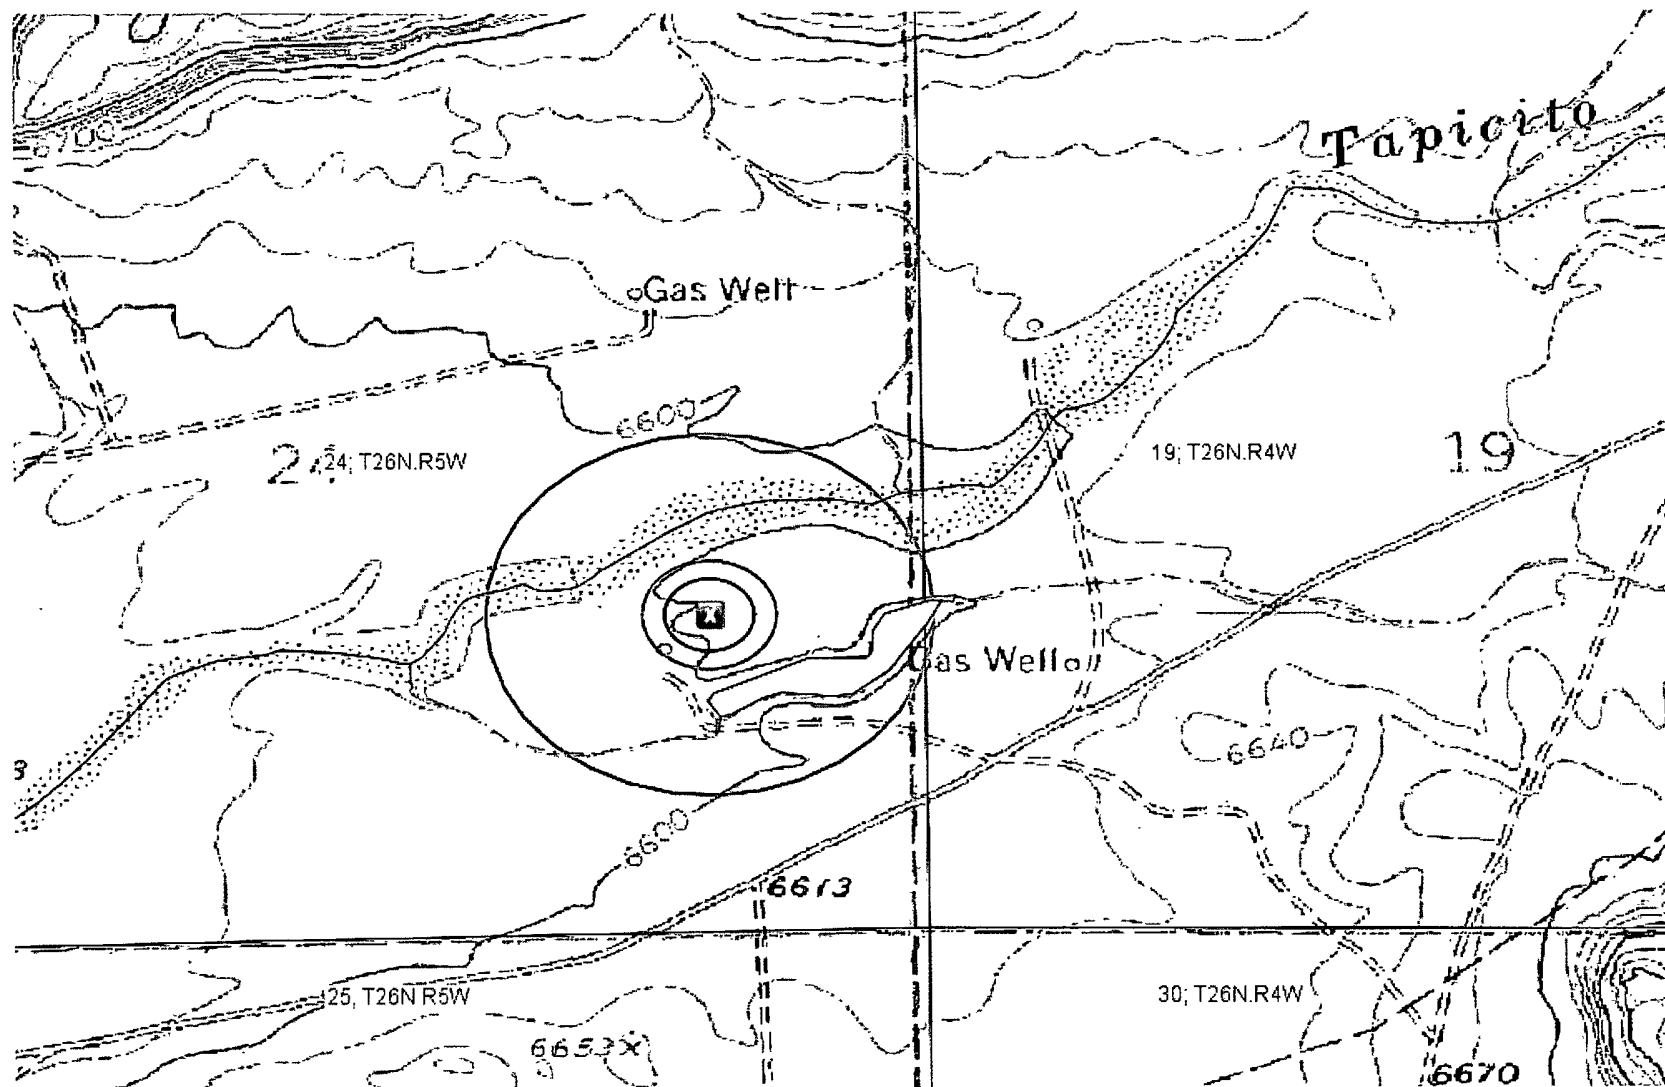 Tapicito
Gas Well
6600
24; T26N.R5W
19; T26N.R4W
19
X
Gas Well
6640
6600
6613
25, T26N R5W
30; T26N.R4W
6653 X
6670